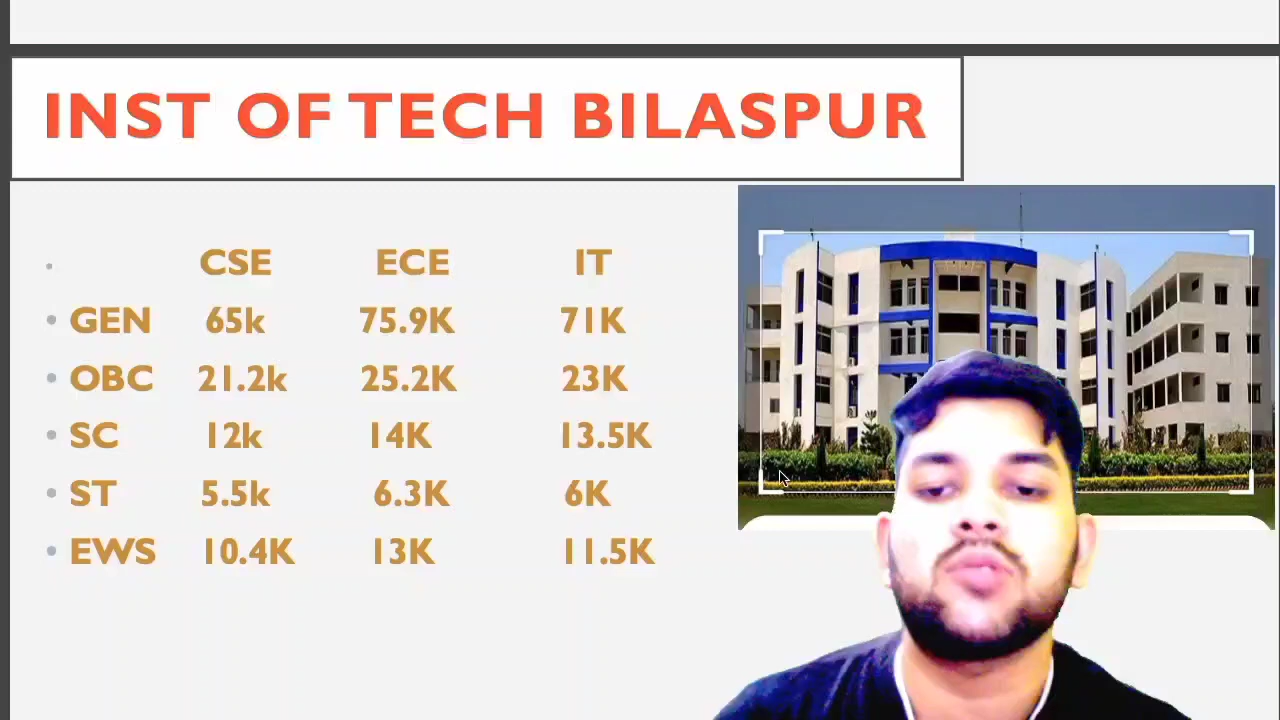 INST OF TECH BILASPUR
CSE ECE IT
GEN 65k 75.9K 71K
OBC 21.2k 25.2K 23K
SC 12k 14K 13.5K
ST 5.5k 6.3K 6K
EWS 10.4K 13K 11.5K